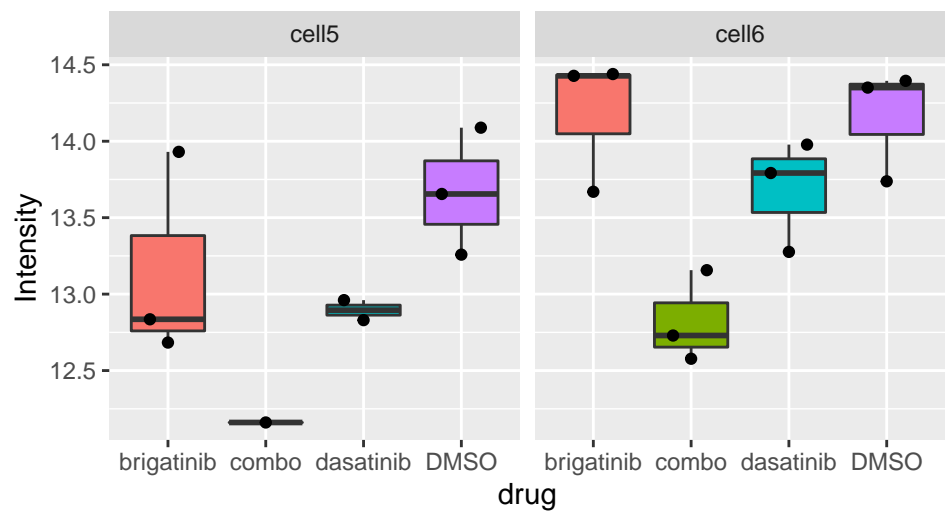 cell5
cell6
Intensity
14.5
14.0
13.5
13.0
12.5
brigatinib combo dasatinib DMSO
brigatinib combo dasatinib DMSO
drug